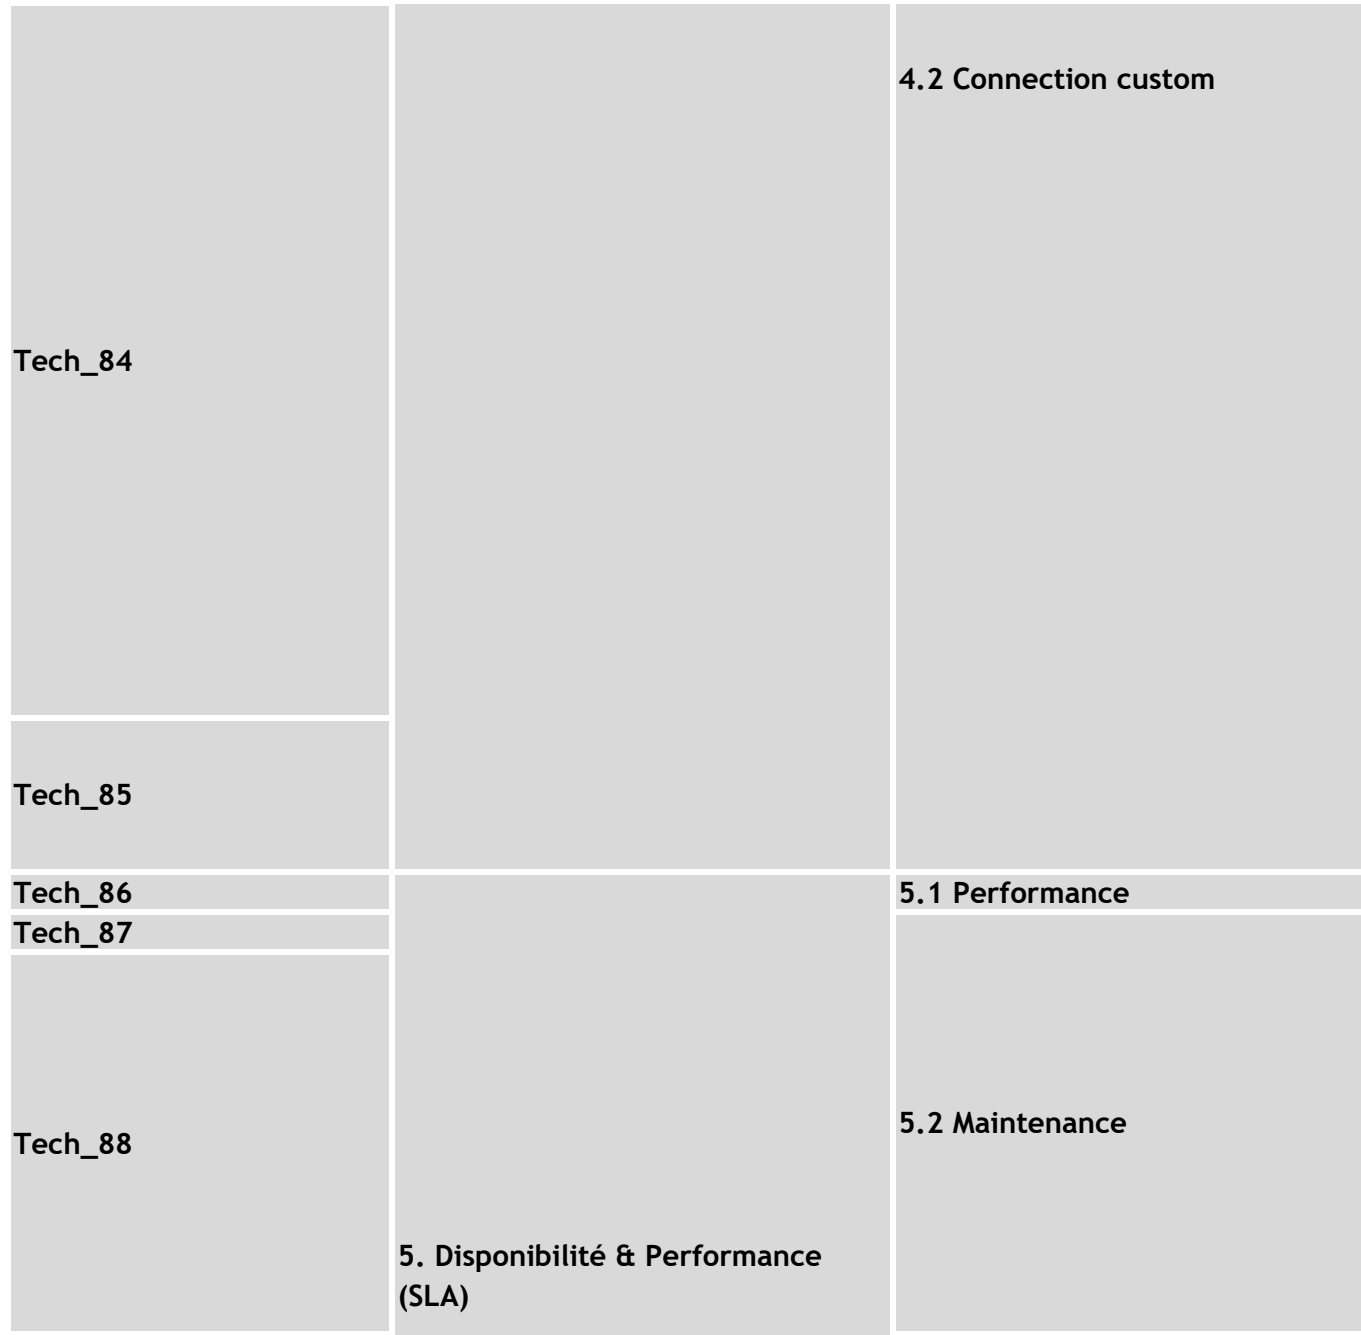 4.2 Connection custom
Tech_84
Tech_85
Tech_86
5.1 Performance
Tech_87
Tech_88
5.2 Maintenance
5. Disponibilité & Performance
(SLA)